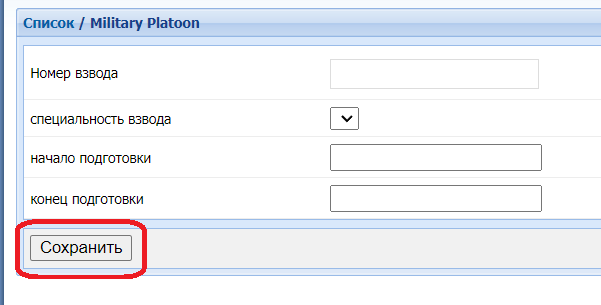 Список / Military Platoon
Номер взвода
специальность взвода
начало подготовки
конец подготовки
Сохранить